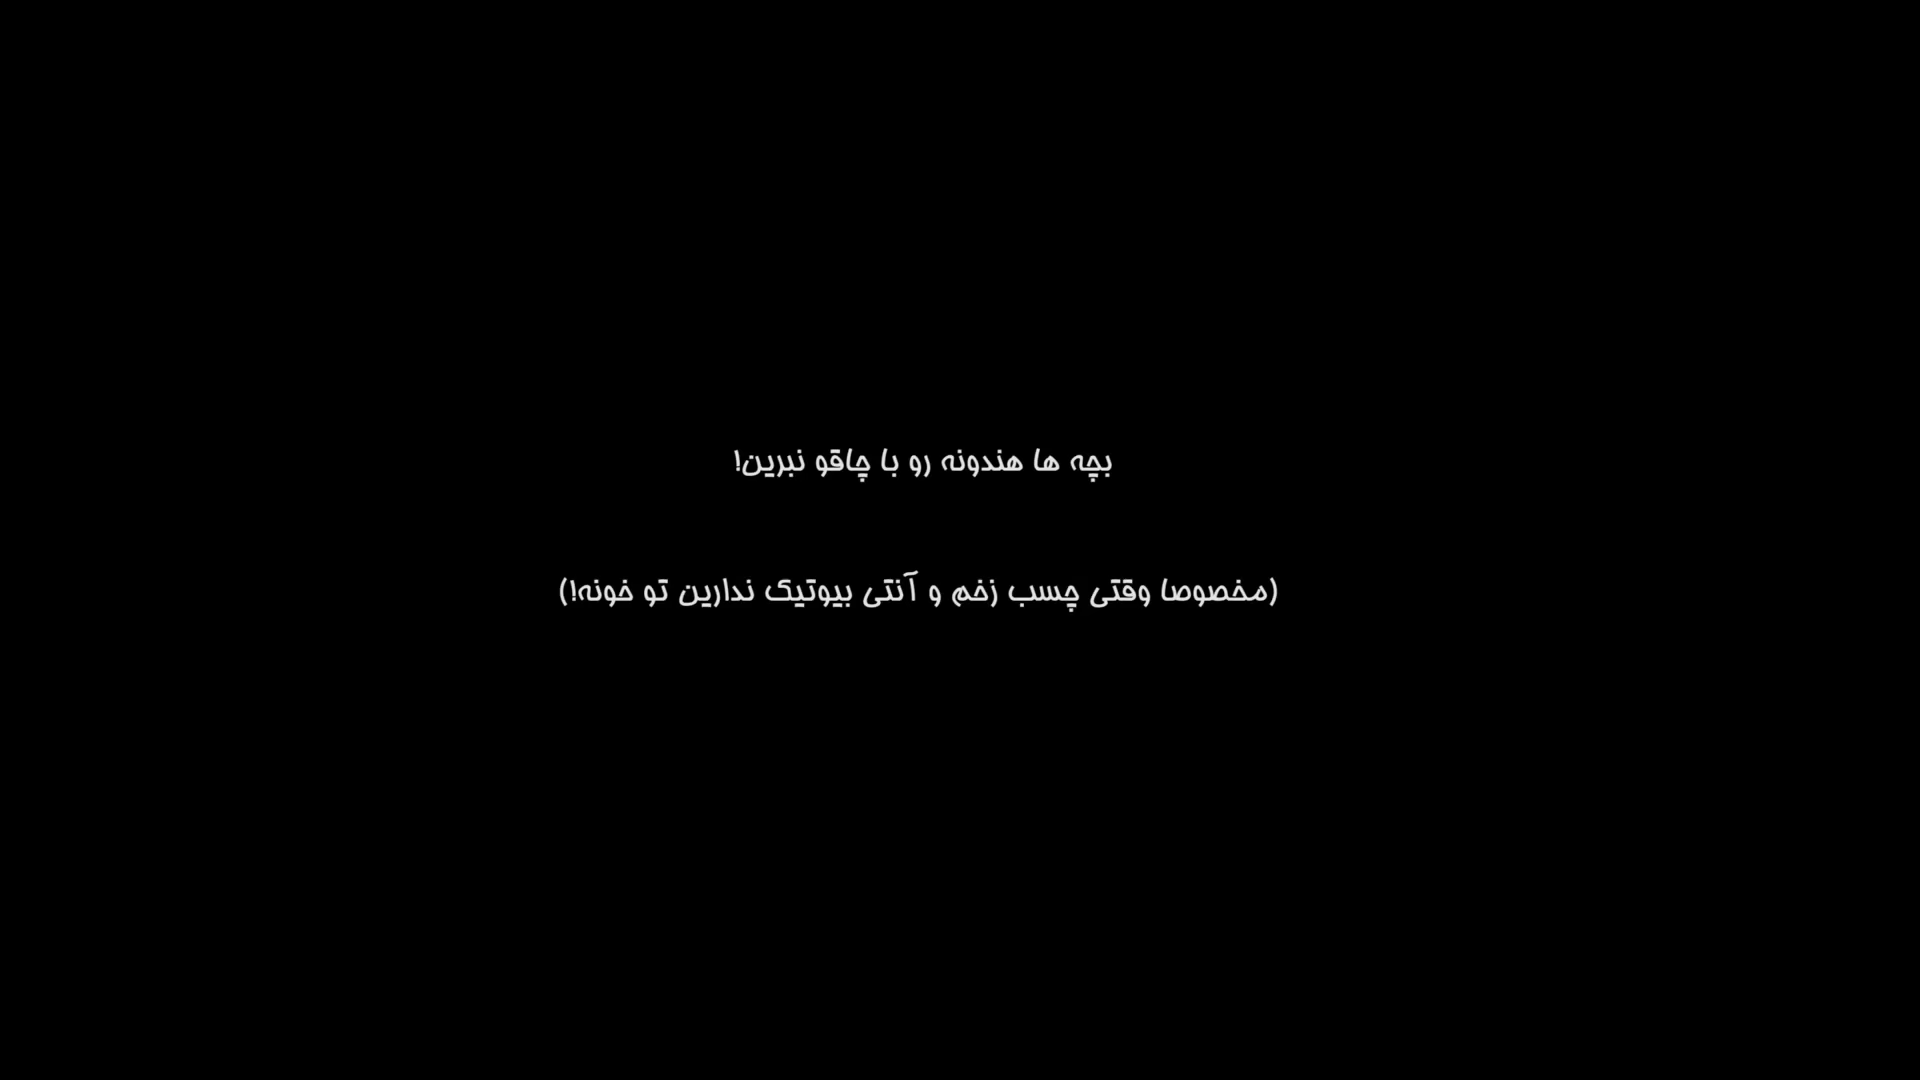 بچه ها هندونه رو با چاقو نبرین!
(مخصوصا وقتی چسب زخم و آنتی بیوتیک ندارین تو خونه!)